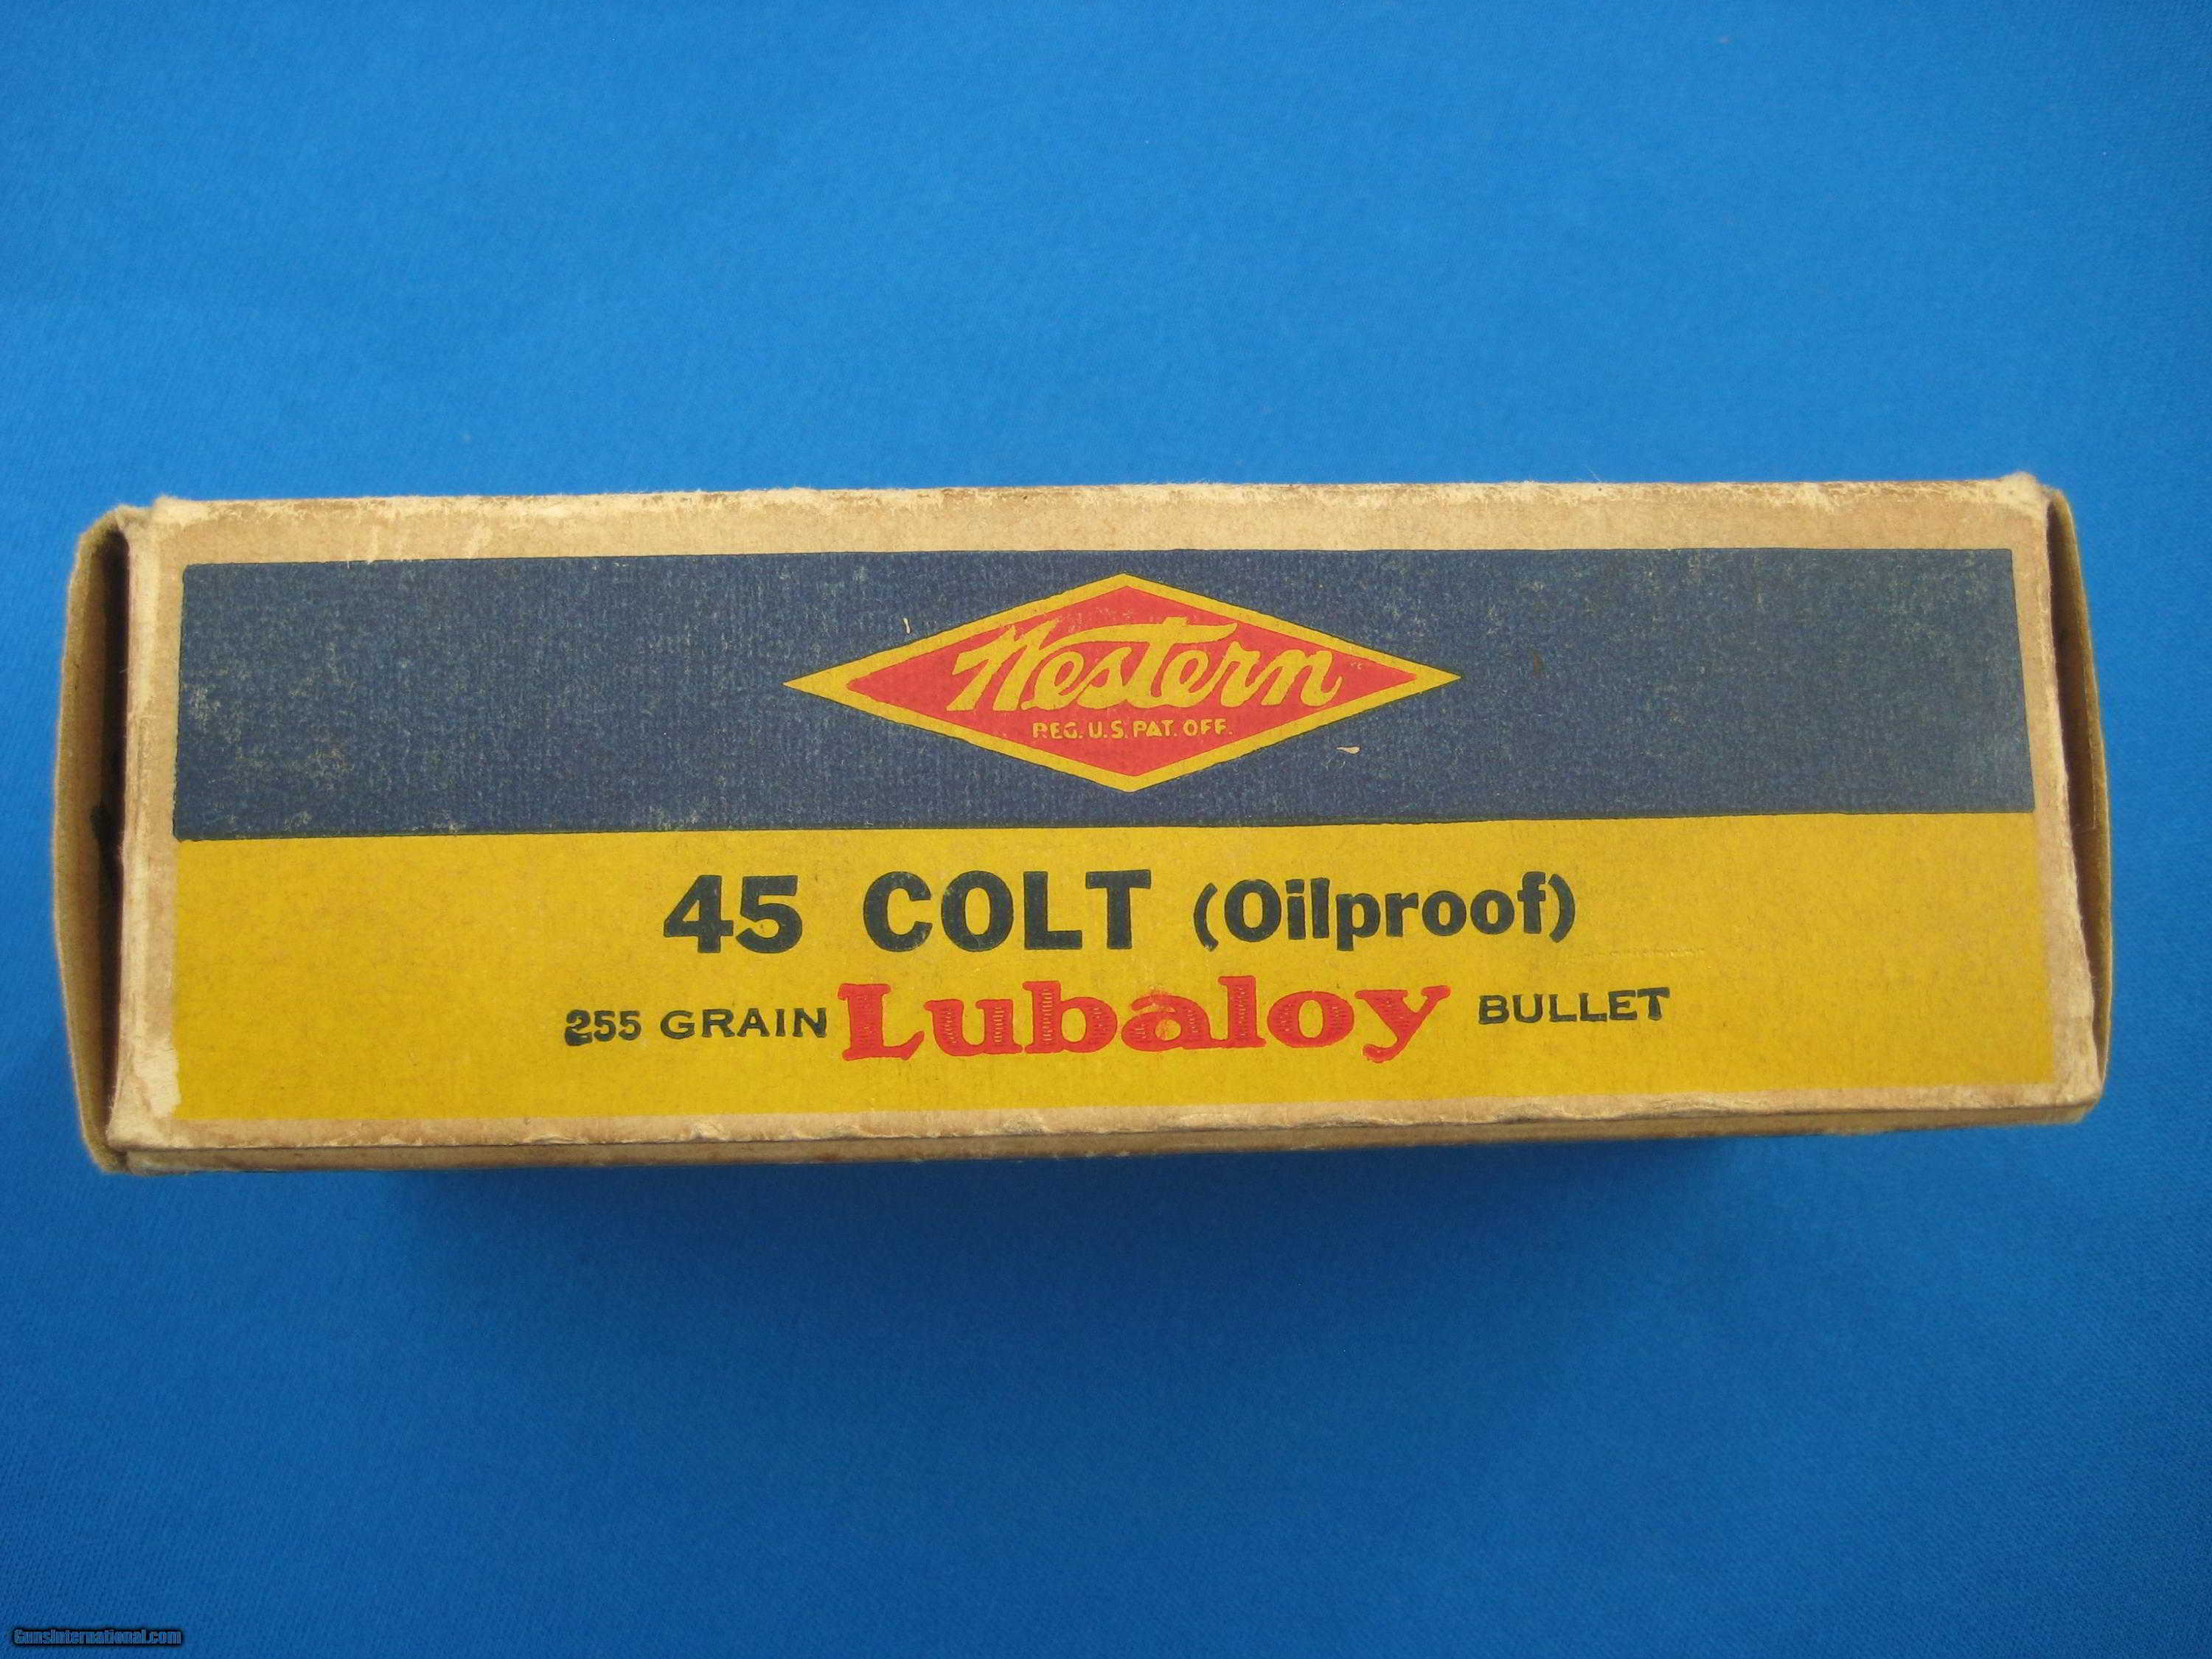 Western
REG. U.S. PAT. OFF.
45 COLT (Oilproof)
255 GRAIN Lubaloy BULLET
GunsInternational.com